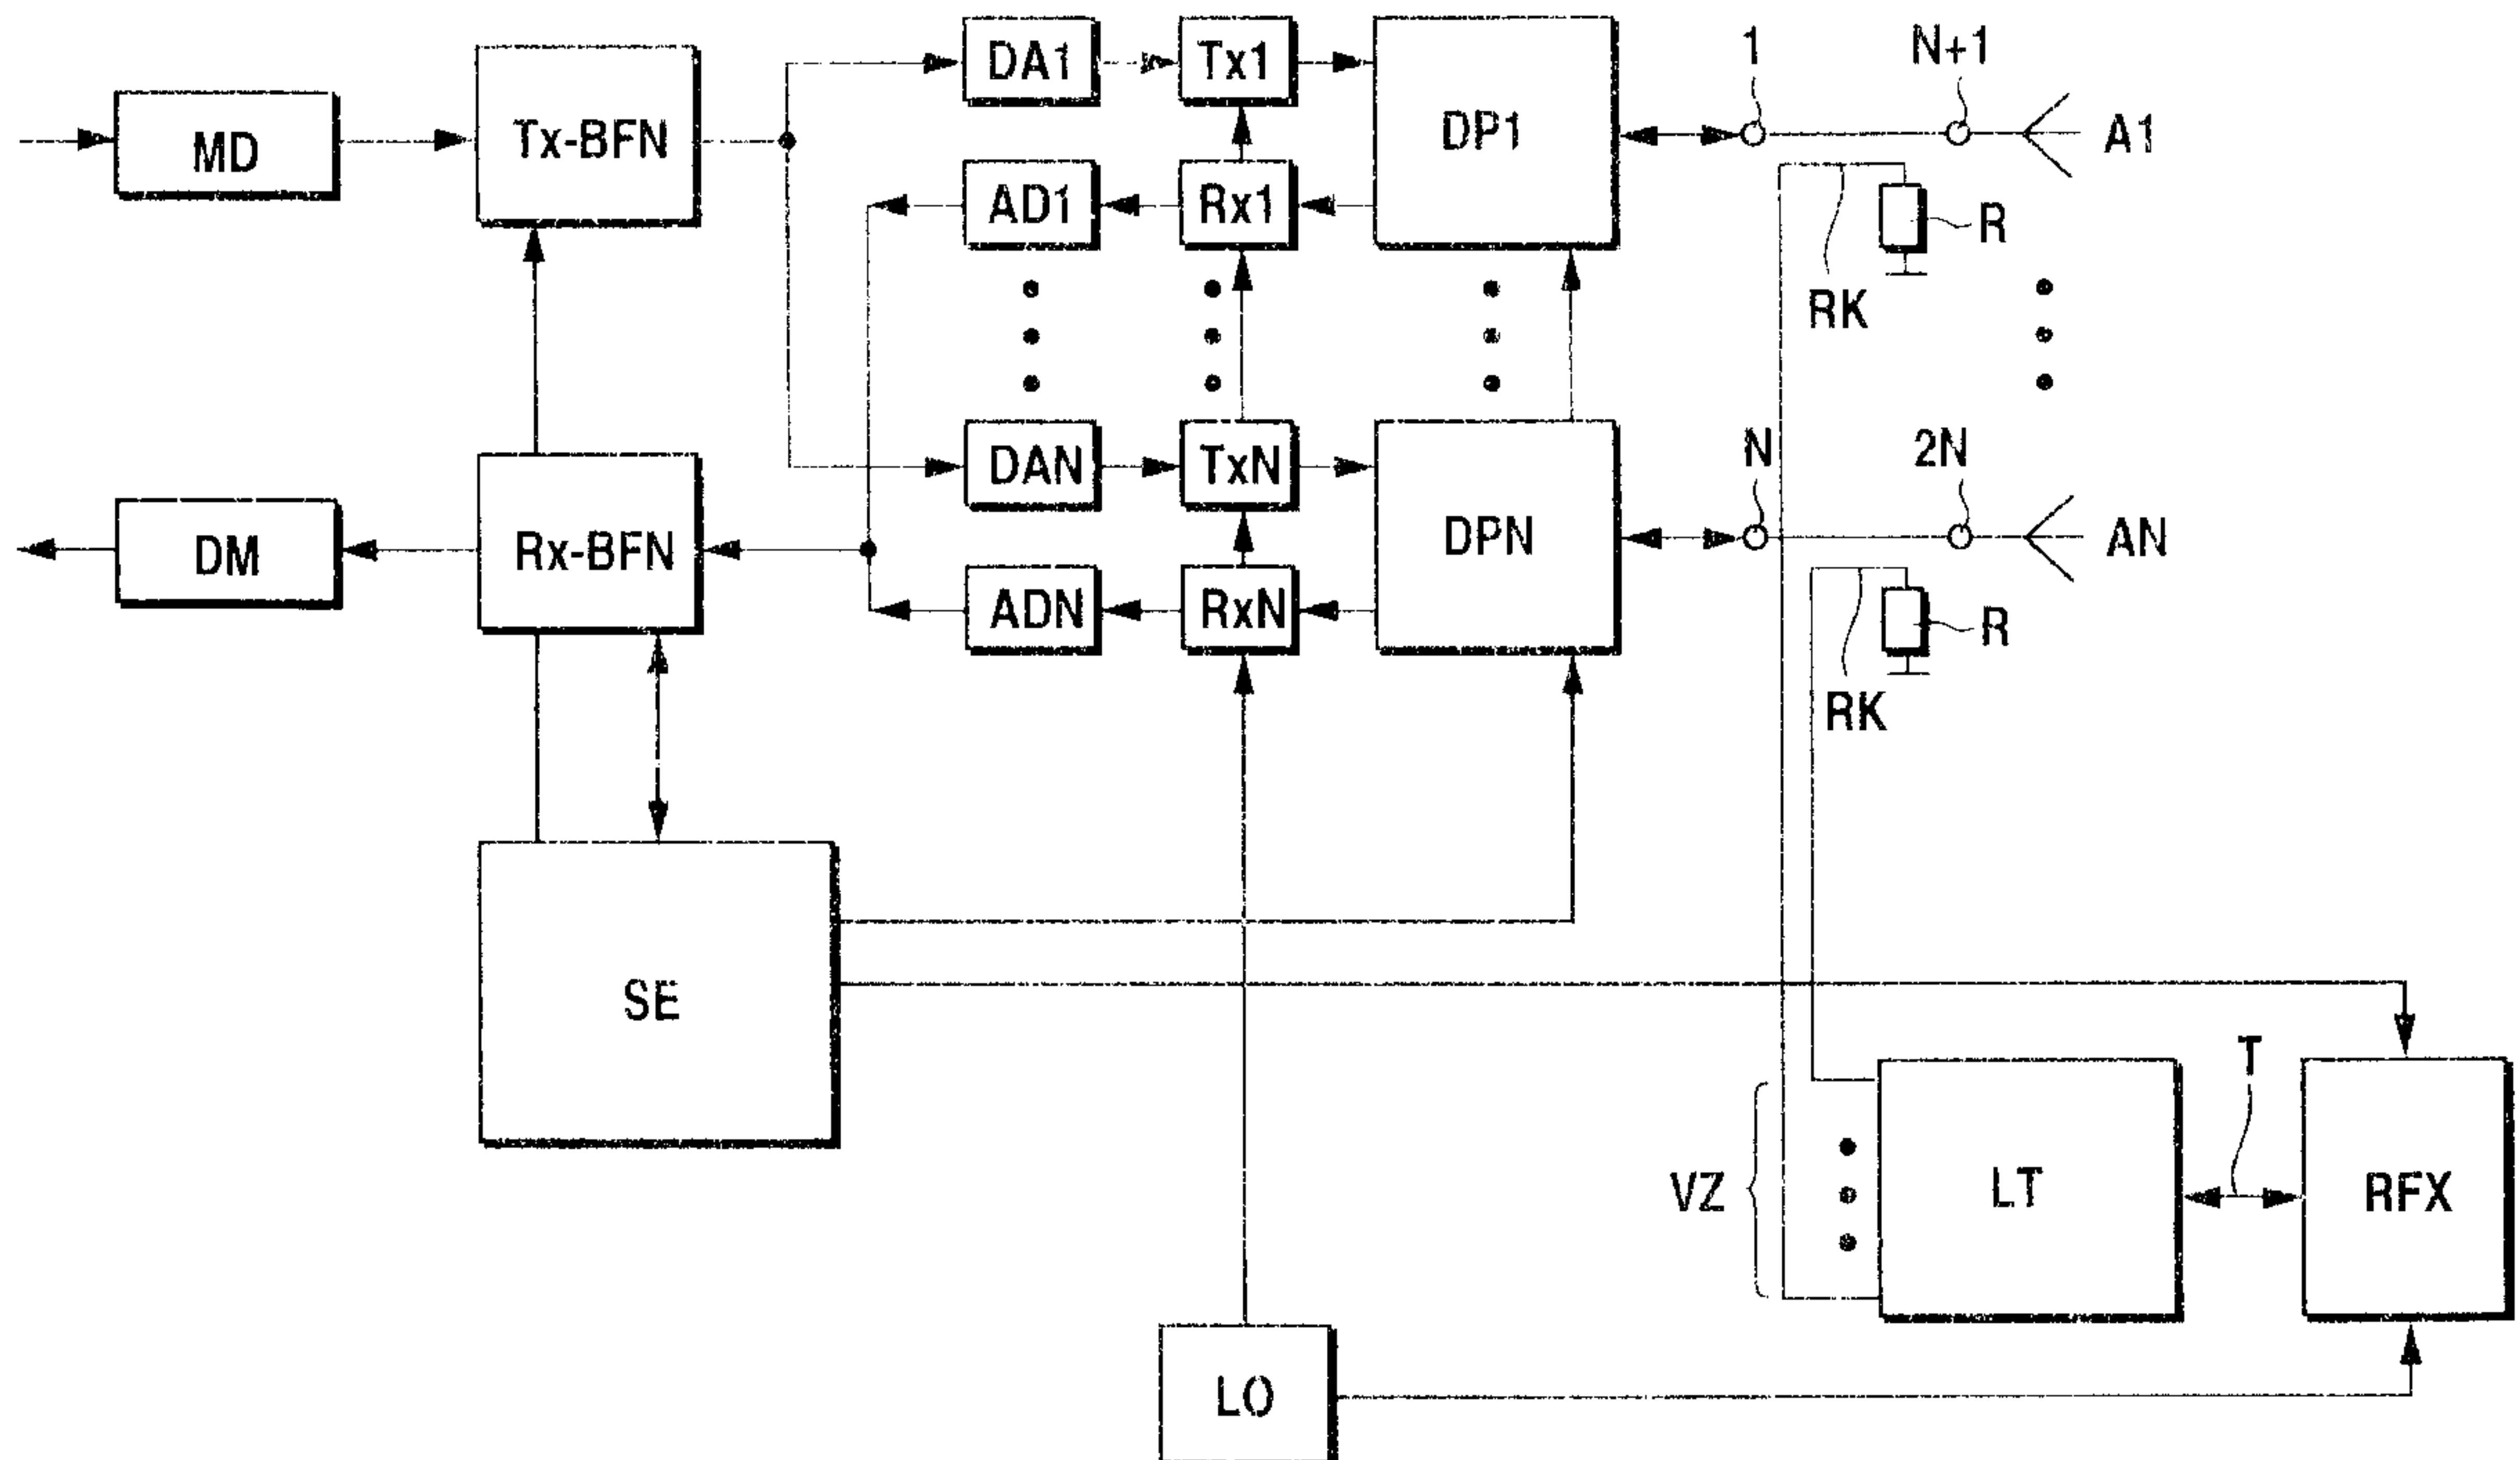 MD
Tx-BFN
DA1
Tx1
DP1
1
N+1
A1
AD1
Rx1
R
RK
DM
Rx-BFN
DAN
TxN
DPN
N
2N
AN
ADN
RxN
R
RK
SE
T
VZ
LT
RFX
LO